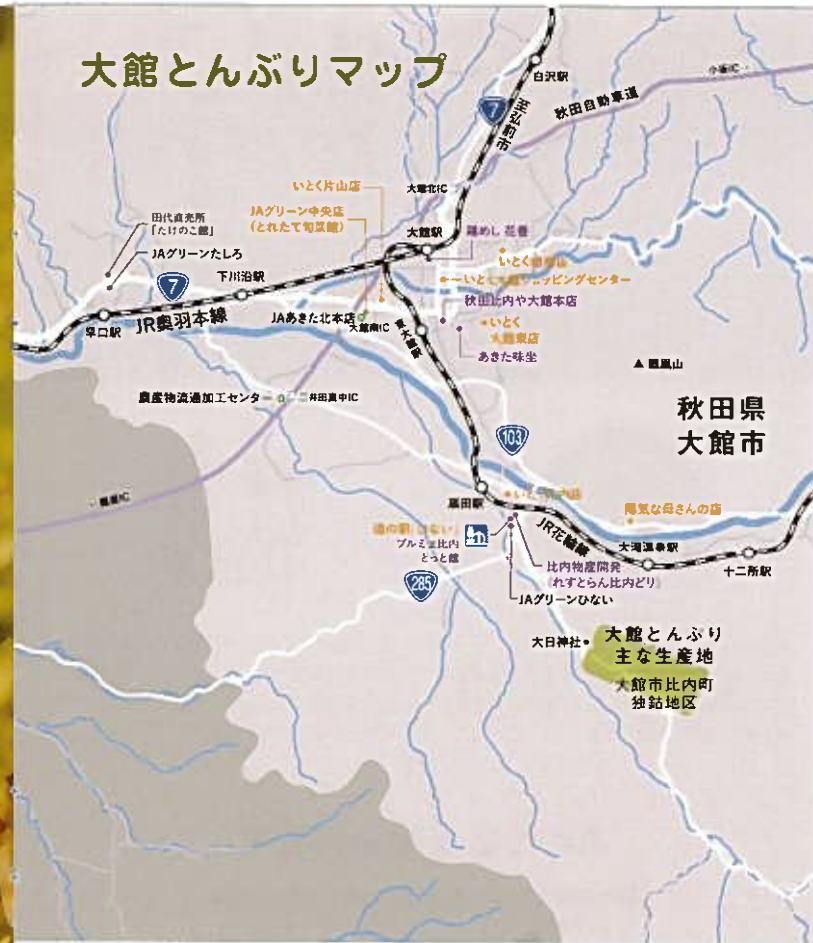 大館とんぶりマップ
白沢駅
7
至弘前市
秋田自動車道
小坂IC
いとく片山店
大館北IC
JAグリーン中央店
(とれたて旬菜館)
田代直売所
「たけのこ館」
JAグリーンたしろ
大館駅
鶏めし 花善
いとく
ショッピングセンター
7
下川沿駅
秋田比内や大館本店
早口駅
JR奥羽本線
JAあきた北本店
大館南IC
東大館駅
いとく
大館東店
あきた味坐
鳳凰山
秋田県
大館市
農産物流通加工センター
井田真中IC
103
扇田駅
陽気な母さんの店
道の駅
プルミエ比内
とっと館
JR花輪線
大滝温泉駅
十二所駅
比内物産開発
(れすとらん比内どり)
JAグリーンひない
285
大日神社
大館とんぶり
主な生産地
大館市比内町
独鈷地区